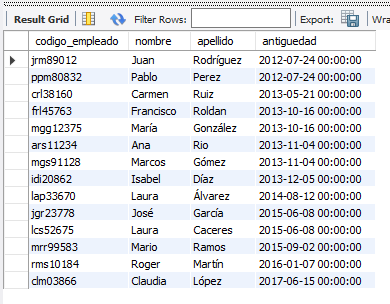 Result Grid Filter Rows: Export: Wra
codigo_empleado nombre apellido antiguedad
jrm89012 Juan Rodríguez 2012-07-24 00:00:00
ppm80832 Pablo Perez 2012-07-24 00:00:00
crl38160 Carmen Ruiz 2013-05-21 00:00:00
frl45763 Francisco Roldan 2013-10-16 00:00:00
mgg12375 María González 2013-10-16 00:00:00
ars11234 Ana Rio 2013-11-04 00:00:00
mgs91128 Marcos Gómez 2013-11-04 00:00:00
idi20862 Isabel Díaz 2013-12-05 00:00:00
lap33670 Laura Álvarez 2014-08-12 00:00:00
jgr23778 José García 2015-06-08 00:00:00
lcs52675 Laura Caceres 2015-06-08 00:00:00
mrr99583 Mario Ramos 2015-09-02 00:00:00
rms10184 Roger Martín 2016-01-07 00:00:00
clm03866 Claudia López 2017-06-15 00:00:00